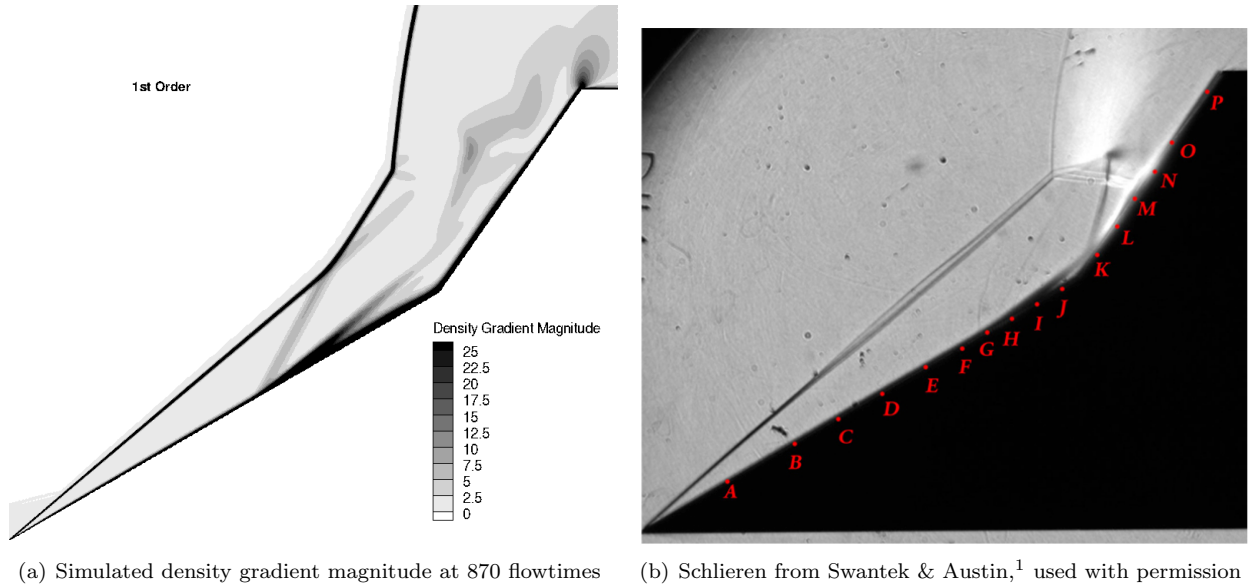 1st Order
Density Gradient Magnitude
25
22.5
20
17.5
15
12.5
10
7.5
5
2.5
0
P
O
N
M
L
K
J
I
H
G
F
E
D
C
B
A
(a) Simulated density gradient magnitude at 870 flowtimes
(b) Schlieren from Swantek & Austin,¹ used with permission